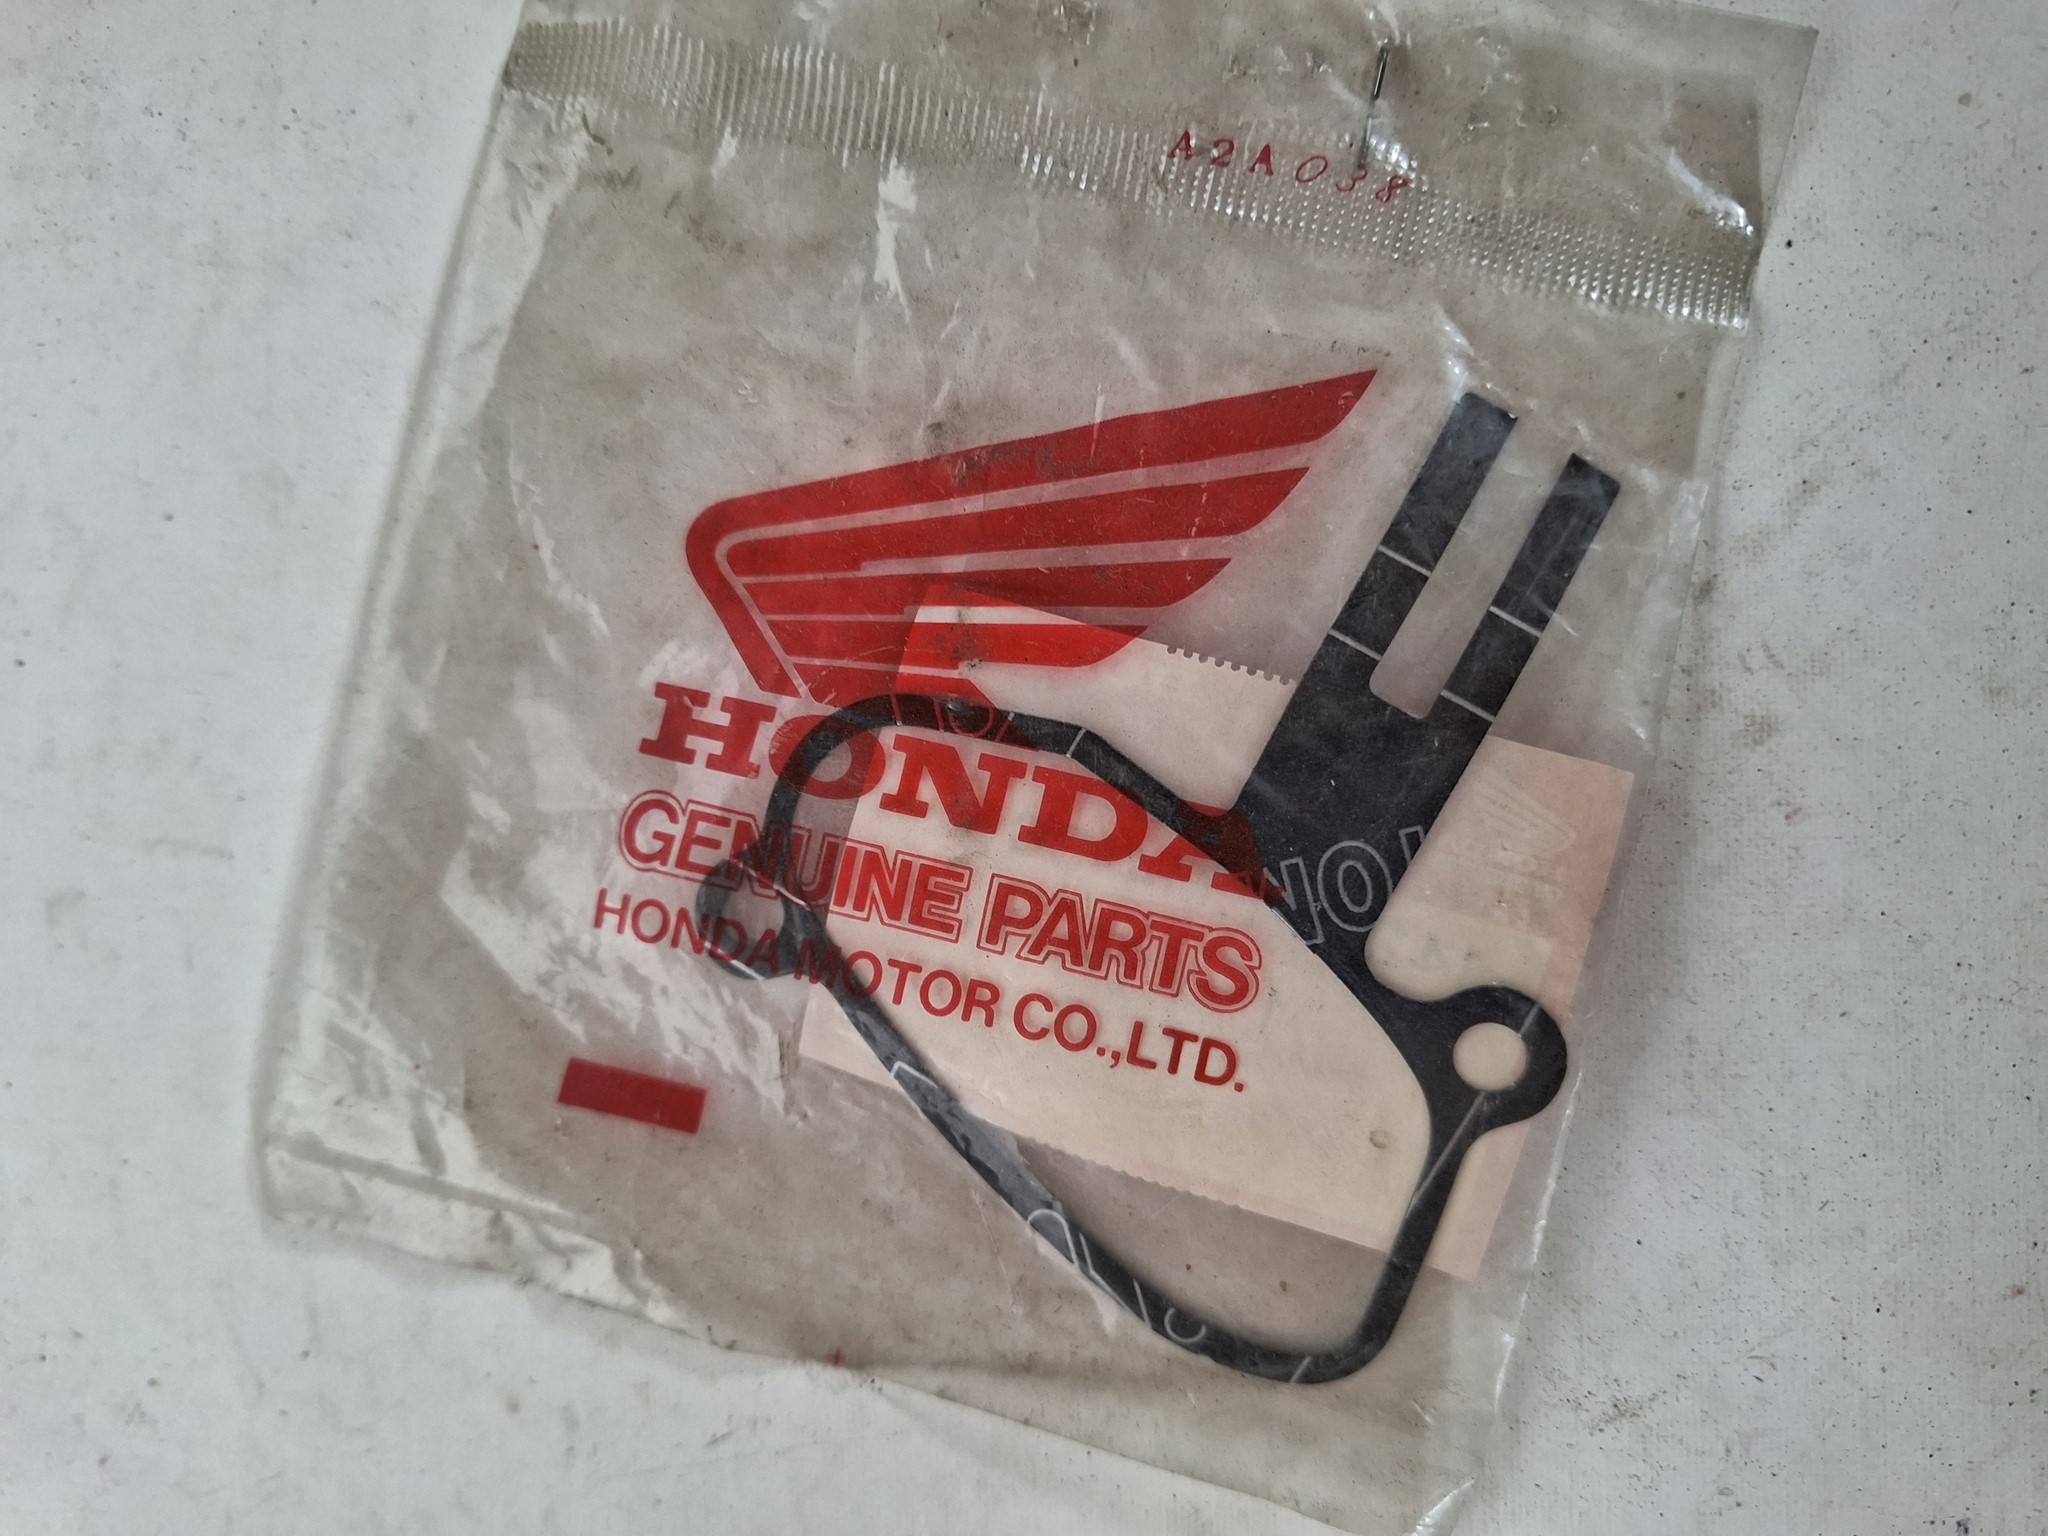 A2A038
HONDA
GENUINE PARTS
HONDA MOTOR CO.,LTD.